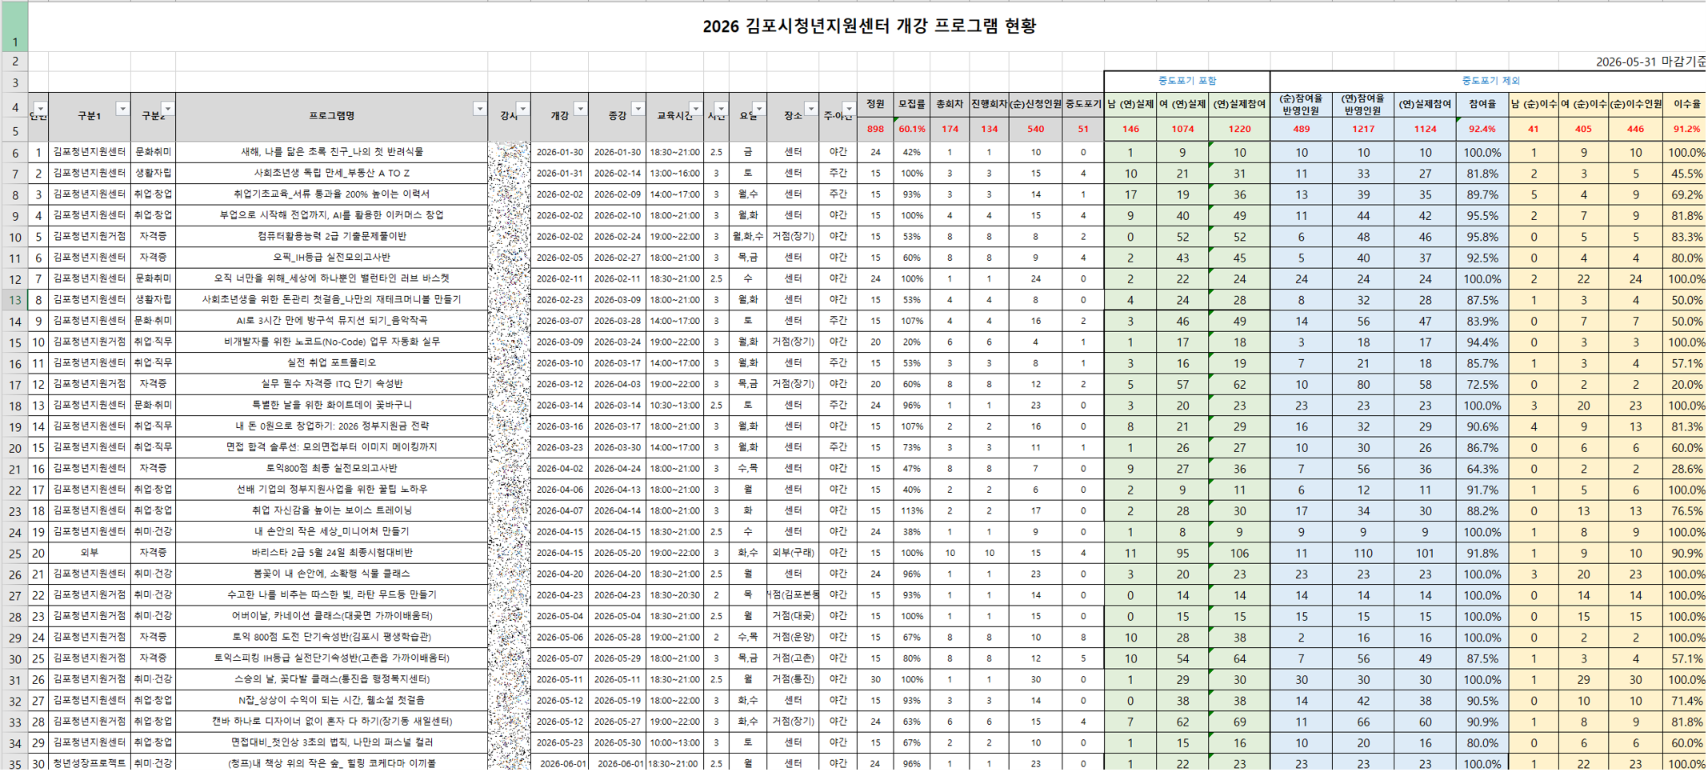 2026 김포시청년지원센터 개강 프로그램 현황
1
2 2026-05-31 마감기준
3 중도포기 포함 중도포기 제외
4 구분1 구분2 프로그램명 강사 개강 종강 교육시간 시간 요일 장소 주·야간 정원 모집률 총회차 진행회차 (순)신청인원 중도포기 남 (연)실제 여 (연)실제 (연)실제참여 (순)참여율 반영인원 (연)참여율 반영인원 (연)실제참여 참여율 남 (순)이수 여 (순)이수 (순)이수인원 이수율
5 898 60.1% 174 134 540 51 146 1074 1220 489 1217 1124 92.4% 41 405 446 91.2%
6 1 김포청년지원센터 문화취미 새해, 나를 닮은 초록 친구_나의 첫 반려식물 2026-01-30 2026-01-30 18:30~21:00 2.5 금 센터 야간 24 42% 1 1 10 0 1 9 10 10 10 10 100.0% 1 9 10 100.0%
7 2 김포청년지원센터 생활자립 사회초년생 독립 만세_부동산 A TO Z 2026-01-31 2026-02-14 13:00~16:00 3 토 센터 주간 15 100% 3 3 15 4 10 21 31 11 33 27 81.8% 2 3 5 45.5%
8 3 김포청년지원센터 취업·창업 취업기초교육_서류 통과율 200% 높이는 이력서 2026-02-02 2026-02-09 14:00~17:00 3 월,수 센터 주간 15 93% 3 3 14 1 17 19 36 13 39 35 89.7% 5 4 9 69.2%
9 4 김포청년지원센터 취업·창업 부업으로 시작해 전업까지, AI를 활용한 이커머스 창업 2026-02-02 2026-02-10 18:00~21:00 3 월,화 센터 야간 15 100% 4 4 15 4 9 40 49 11 44 42 95.5% 2 7 9 81.8%
10 5 김포청년지원거점 자격증 컴퓨터활용능력 2급 기출문제풀이반 2026-02-02 2026-02-24 19:00~22:00 3 월,화,수 거점(장기) 야간 15 53% 8 8 8 2 0 52 52 6 48 46 95.8% 0 5 5 83.3%
11 6 김포청년지원센터 자격증 오픽_IH등급 실전모의고사반 2026-02-05 2026-02-27 18:00~21:00 3 목,금 센터 야간 15 60% 8 8 9 4 2 43 45 5 40 37 92.5% 0 4 4 80.0%
12 7 김포청년지원센터 문화취미 오직 너만을 위해_세상에 하나뿐인 밸런타인 러브 바스켓 2026-02-11 2026-02-11 18:30~21:00 2.5 수 센터 야간 24 100% 1 1 24 0 2 22 24 24 24 24 100.0% 2 22 24 100.0%
13 8 김포청년지원센터 생활자립 사회초년생을 위한 돈관리 첫걸음_나만의 재테크머니볼 만들기 2026-02-23 2026-03-09 18:00~21:00 3 월,화 센터 야간 15 53% 4 4 8 0 4 24 28 8 32 28 87.5% 1 3 4 50.0%
14 9 김포청년지원센터 문화·취미 AI로 3시간 만에 방구석 뮤지션 되기_음악작곡 2026-03-07 2026-03-28 14:00~17:00 3 토 센터 주간 15 107% 4 4 16 2 3 46 49 14 56 47 83.9% 0 7 7 50.0%
15 10 김포청년지원거점 취업·직무 비개발자를 위한 노코드(No-Code) 업무 자동화 실무 2026-03-09 2026-03-24 19:00~22:00 3 월,화 거점(장기) 야간 20 20% 6 6 4 1 1 17 18 3 18 17 94.4% 0 3 3 100.0%
16 11 김포청년지원센터 취업·직무 실전 취업 포트폴리오 2026-03-10 2026-03-17 14:00~17:00 3 월,화 센터 주간 15 53% 3 3 8 1 3 16 19 7 21 18 85.7% 1 3 4 57.1%
17 12 김포청년지원거점 자격증 실무 필수 자격증 ITQ 단기 속성반 2026-03-12 2026-04-03 19:00~22:00 3 목,금 거점(장기) 야간 20 60% 8 8 12 2 5 57 62 10 80 58 72.5% 0 2 2 20.0%
18 13 김포청년지원센터 문화·취미 특별한 날을 위한 화이트데이 꽃바구니 2026-03-14 2026-03-14 10:30~13:00 2.5 토 센터 주간 24 96% 1 1 23 0 3 20 23 23 23 23 100.0% 3 20 23 100.0%
19 14 김포청년지원센터 취업·직무 내 돈 0원으로 창업하기: 2026 정부지원금 전략 2026-03-16 2026-03-17 18:00~21:00 3 월,화 센터 야간 15 107% 2 2 16 0 8 21 29 16 32 29 90.6% 4 9 13 81.3%
20 15 김포청년지원센터 취업·직무 면접 합격 솔루션: 모의면접부터 이미지 메이킹까지 2026-03-23 2026-03-30 14:00~17:00 3 월,화 센터 주간 15 73% 3 3 11 1 1 26 27 10 30 26 86.7% 0 6 6 60.0%
21 16 김포청년지원센터 자격증 토익800점 최종 실전모의고사반 2026-04-02 2026-04-24 18:00~21:00 3 수,목 센터 야간 15 47% 8 8 7 0 9 27 36 7 56 36 64.3% 0 2 2 28.6%
22 17 김포청년지원센터 취업·창업 선배 기업의 정부지원사업을 위한 꿀팁 노하우 2026-04-06 2026-04-13 18:00~21:00 3 월 센터 야간 15 40% 2 2 6 0 2 9 11 6 12 11 91.7% 1 5 6 100.0%
23 18 김포청년지원센터 취업·창업 취업 자신감을 높이는 보이스 트레이닝 2026-04-07 2026-04-14 18:00~21:00 3 화 센터 야간 15 113% 2 2 17 0 2 28 30 17 34 30 88.2% 0 13 13 76.5%
24 19 김포청년지원센터 취미·건강 내 손안의 작은 세상_미니어처 만들기 2026-04-15 2026-04-15 18:30~21:00 2.5 수 센터 야간 24 38% 1 1 9 0 1 8 9 9 9 9 100.0% 1 8 9 100.0%
25 20 외부 자격증 바리스타 2급 5월 24일 최종시험대비반 2026-04-15 2026-05-20 19:00~22:00 3 화,수 외부(구래) 야간 15 100% 10 10 15 4 11 95 106 11 110 101 91.8% 1 9 10 90.9%
26 21 김포청년지원센터 취미·건강 봄꽃이 내 손안에, 소확행 식물 클래스 2026-04-20 2026-04-20 18:30~21:00 2.5 월 센터 야간 24 96% 1 1 23 0 3 20 23 23 23 23 100.0% 3 20 23 100.0%
27 22 김포청년지원거점 취미·건강 수고한 나를 비추는 따스한 빛, 라탄 무드등 만들기 2026-04-23 2026-04-23 18:30~20:30 2 목 거점(김포본동 야간 15 93% 1 1 14 0 0 14 14 14 14 14 100.0% 0 14 14 100.0%
28 23 김포청년지원거점 취미·건강 어버이날, 카네이션 클래스(대곶면 가까이배움터) 2026-05-04 2026-05-04 18:30~21:00 2.5 월 거점(대곶) 야간 15 100% 1 1 15 0 0 15 15 15 15 15 100.0% 0 15 15 100.0%
29 24 김포청년지원거점 자격증 토익 800점 도전 단기속성반(김포시 평생학습관) 2026-05-06 2026-05-28 19:00~21:00 2 수,목 거점(운양) 야간 15 67% 8 8 10 8 10 28 38 2 16 16 100.0% 0 2 2 100.0%
30 25 김포청년지원거점 자격증 토익스피킹 IH등급 실전단기속성반(고촌읍 가까이배움터) 2026-05-07 2026-05-29 18:00~21:00 3 목,금 거점(고촌) 야간 15 80% 8 8 12 5 10 54 64 7 56 49 87.5% 1 3 4 57.1%
31 26 김포청년지원거점 취미·건강 스승의 날, 꽃다발 클래스(통진읍 행정복지센터) 2026-05-11 2026-05-11 18:30~21:00 2.5 월 거점(통진) 야간 30 100% 1 1 30 0 1 29 30 30 30 30 100.0% 1 29 30 100.0%
32 27 김포청년지원센터 취업·창업 N잡_상상이 수익이 되는 시간, 웹소설 첫걸음 2026-05-12 2026-05-19 18:00~22:00 3 화,수 센터 야간 15 93% 3 3 14 0 0 38 38 14 42 38 90.5% 0 10 10 71.4%
33 28 김포청년지원거점 취업·창업 캔바 하나로 디자이너 없이 혼자 다 하기(장기동 새일센터) 2026-05-12 2026-05-27 19:00~22:00 3 화,수 거점(장기) 야간 24 63% 6 6 15 4 7 62 69 11 66 60 90.9% 1 8 9 81.8%
34 29 김포청년지원센터 취업·창업 면접대비_첫인상 3초의 법칙, 나만의 퍼스널 컬러 2026-05-23 2026-05-30 10:00~13:00 3 토 센터 주간 15 67% 2 2 10 0 1 15 16 10 20 16 80.0% 0 6 6 60.0%
35 30 청년성장프로젝트 취미·건강 (청프)내 책상 위의 작은 숲_ 힐링 코케다마 이끼볼 2026-06-01 2026-06-01 18:30~21:00 2.5 월 센터 야간 24 96% 1 1 23 0 1 22 23 23 23 23 100.0% 1 22 23 100.0%